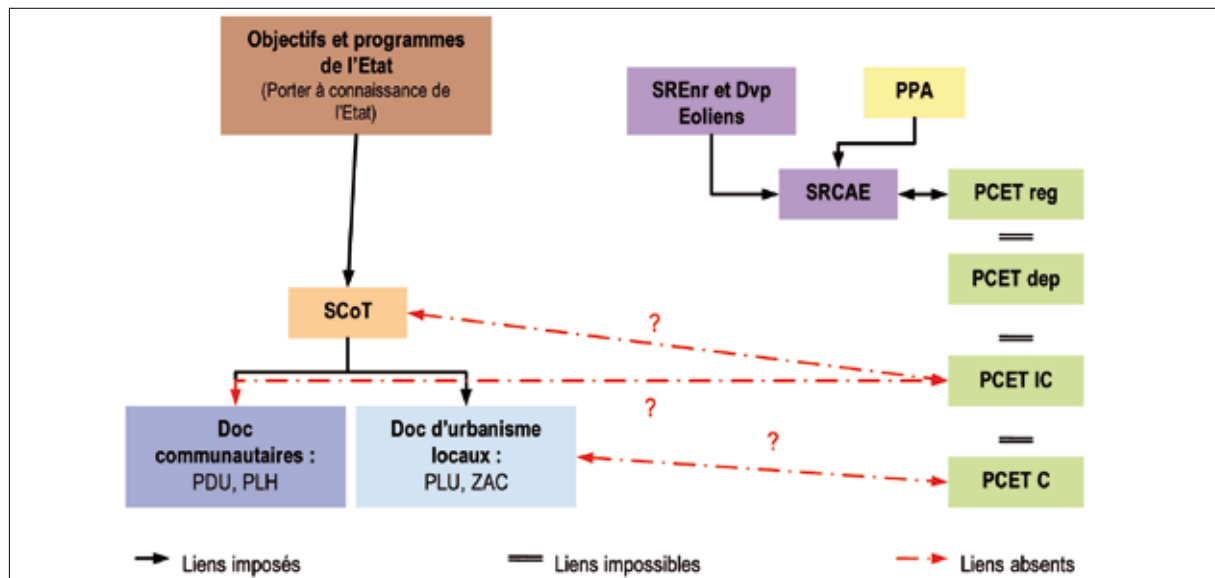 Objectifs et programmes
de l'Etat
(Porter à connaissance de
l'Etat)
SREnr et Dvp
Eoliens
PPA
SRCAE
PCET reg
PCET dep
SCoT
?
PCET IC
?
Doc
communautaires :
PDU, PLH
Doc d'urbanisme
locaux :
PLU, ZAC
?
PCET C
Liens imposés
Liens impossibles
Liens absents